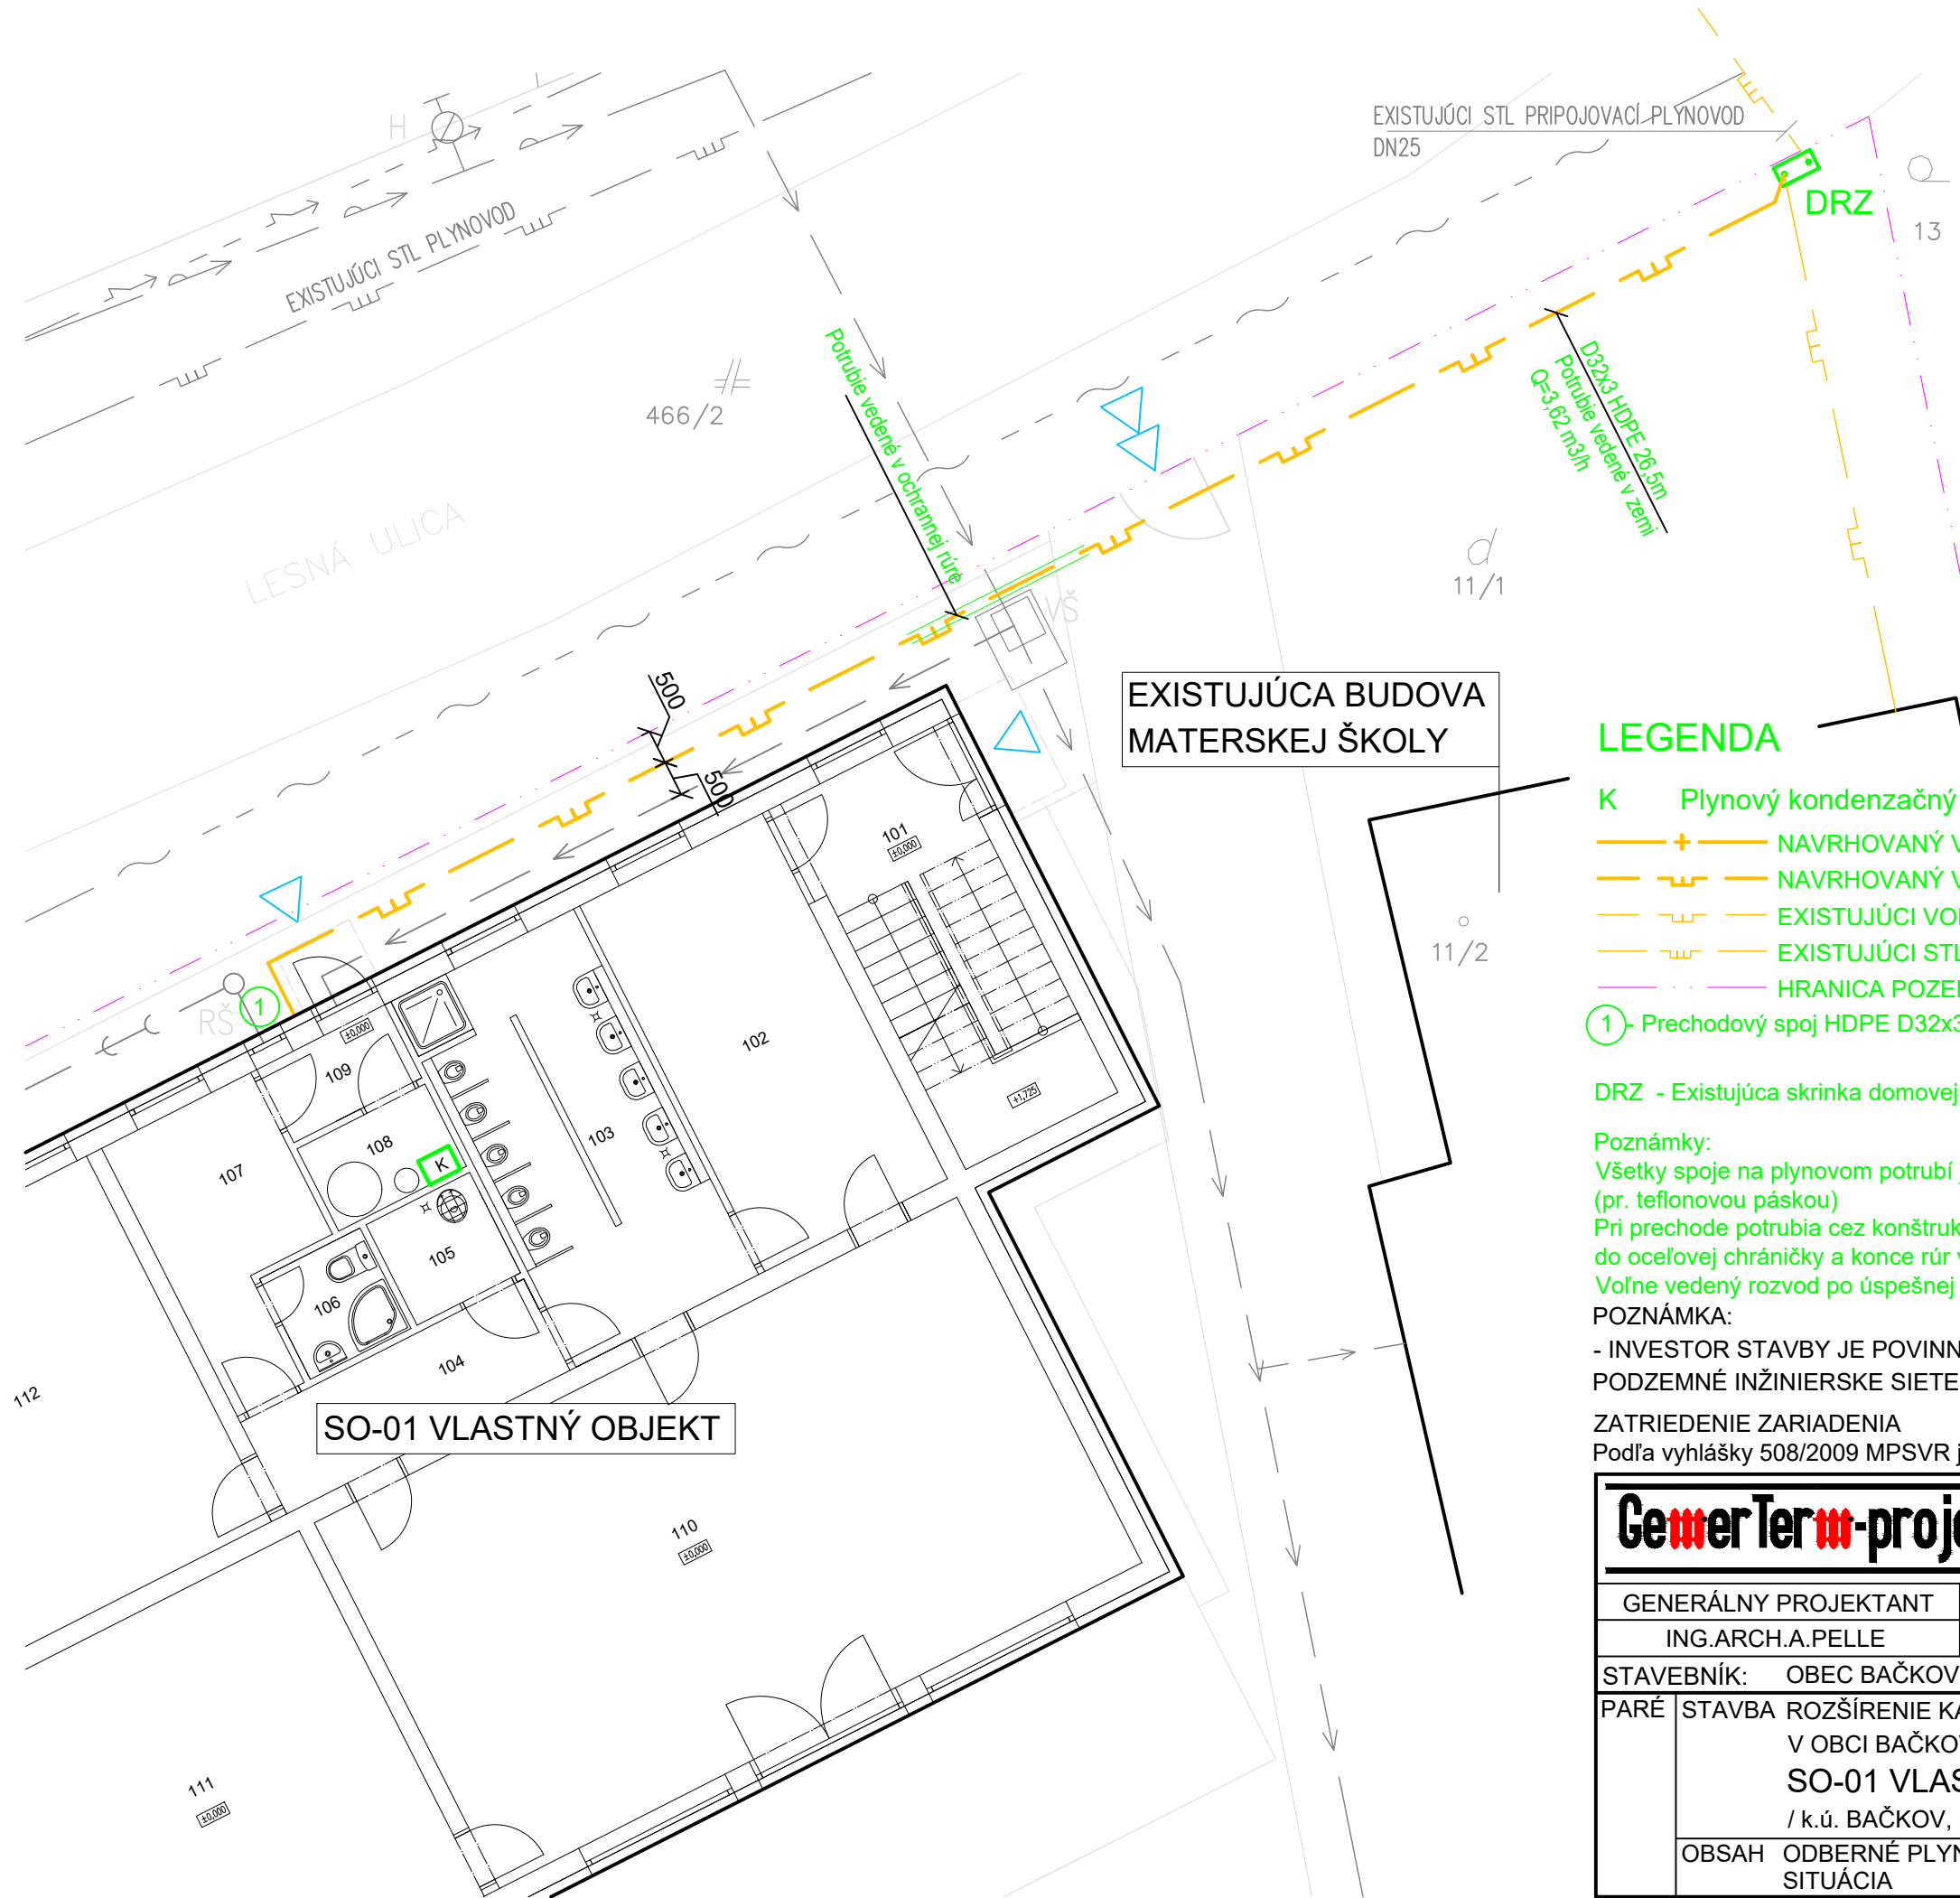 H
EXISTUJÚCI STL PLYNOVOD
EXISTUJÚCI STL PRIPOJOVACÍ PLYNOVOD
DN25
DRZ
13
466/2
Potrubie vedené v ochrannej rúre
D32x3 HDPE 26,5m
Potrubie vedené v zemi
Q=3,62 m3/h
LESNÁ ULICA
11/1
VŠ
500
500
EXISTUJÚCA BUDOVA
MATERSKEJ ŠKOLY
11/2
RŠ
1
101
±0,000
102
103
+1,725
±0,000
109
108
K
107
105
106
104
112
SO-01 VLASTNÝ OBJEKT
110
±0,000
111
±0,000
LEGENDA
K Plynový kondenzačný
NAVRHOVANÝ V
NAVRHOVANÝ V
EXISTUJÚCI VO
EXISTUJÚCI STL
HRANICA POZE
1 - Prechodový spoj HDPE D32x3
DRZ - Existujúca skrinka domovej
Poznámky:
Všetky spoje na plynovom potrubí
(pr. teflonovou páskou)
Pri prechode potrubia cez konštruk
do oceľovej chráničky a konce rúr v
Voľne vedený rozvod po úspešnej
POZNÁMKA:
- INVESTOR STAVBY JE POVINN
PODZEMNÉ INŽINIERSKE SIETE
ZATRIEDENIE ZARIADENIA
Podľa vyhlášky 508/2009 MPSVR j
GemerTerm-proje
GENERÁLNY PROJEKTANT
ING.ARCH.A.PELLE
STAVEBNÍK: OBEC BAČKOV
PARÉ STAVBA ROZŠÍRENIE KA
V OBCI BAČKO
SO-01 VLAS
/ k.ú. BAČKOV,
OBSAH ODBERNÉ PLYN
SITUÁCIA